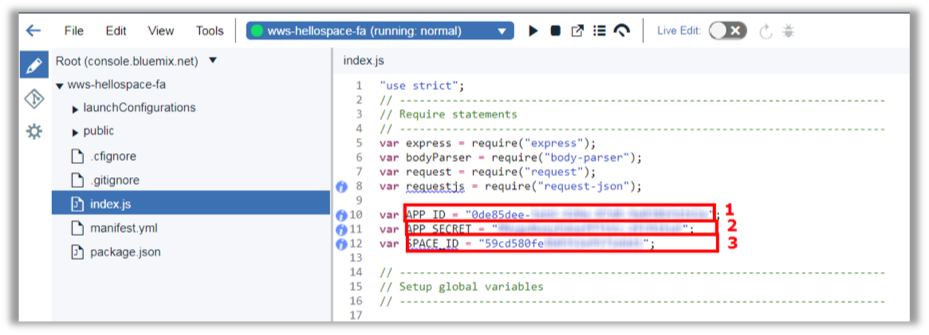 File Edit View Tools wws-hellospace-fa (running: normal) Live Edit:
Root (console.bluemix.net)
wws-hellospace-fa
launchConfigurations
public
.cfignore
.gitignore
index.js
manifest.yml
package.json
index.js
1 "use strict";
2 // ----------------------------------------------------------------------------
3 // Require statements
4 // ----------------------------------------------------------------------------
5 var express = require("express");
6 var bodyParser = require("body-parser");
7 var request = require("request");
8 var requestjs = require("request-json");
9
10 var APP_ID = "0de85dee- "; 1
11 var APP_SECRET = " "; 2
12 var SPACE_ID = "59cd580fe "; 3
13
14 // ----------------------------------------------------------------------------
15 // Setup global variables
16 // ----------------------------------------------------------------------------
17